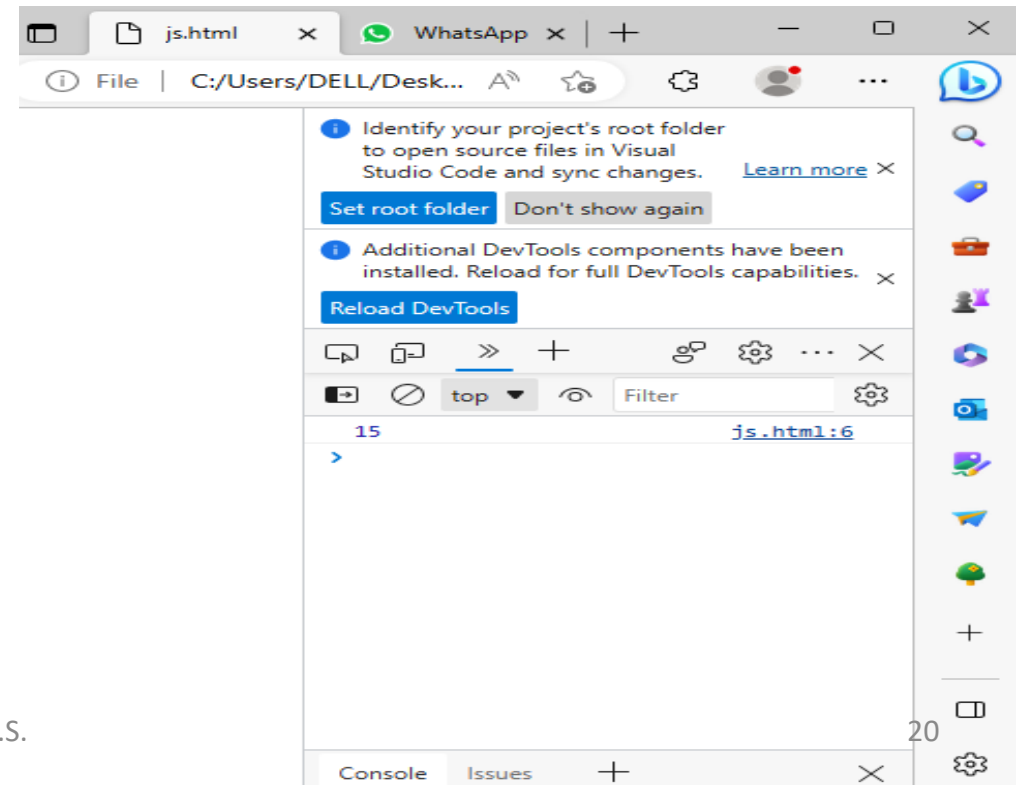 js.html
WhatsApp
File | C:/Users/DELL/Desk...
Identify your project's root folder
to open source files in Visual
Studio Code and sync changes. Learn more
Set root folder Don't show again
Additional DevTools components have been
installed. Reload for full DevTools capabilities.
Reload DevTools
top Filter
15 js.html:6
>
.S. 20
Console Issues